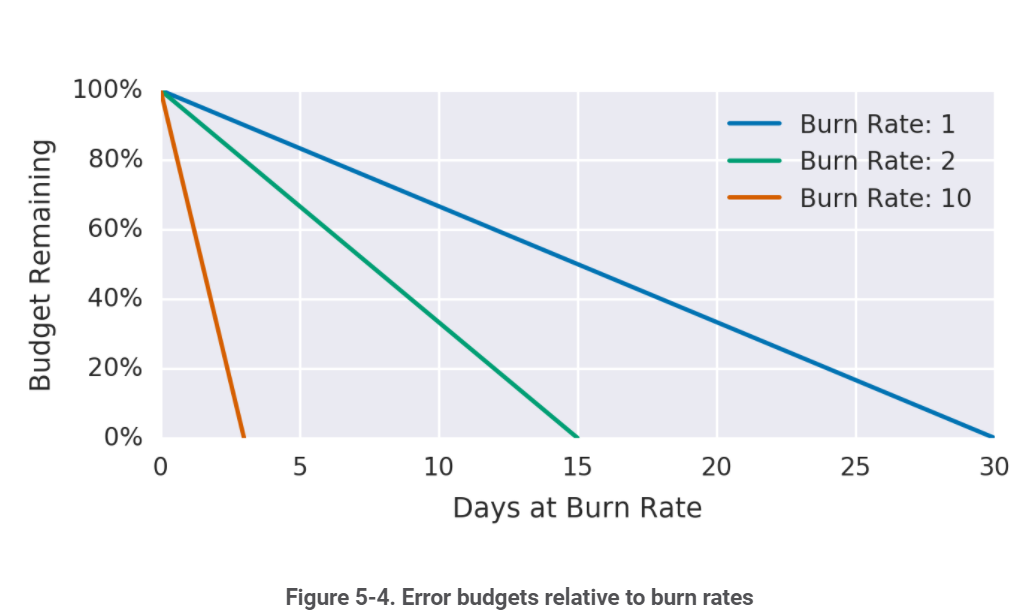 100%
80%
60%
40%
20%
0%
Budget Remaining
Burn Rate: 1
Burn Rate: 2
Burn Rate: 10
0 5 10 15 20 25 30
Days at Burn Rate
Figure 5-4. Error budgets relative to burn rates